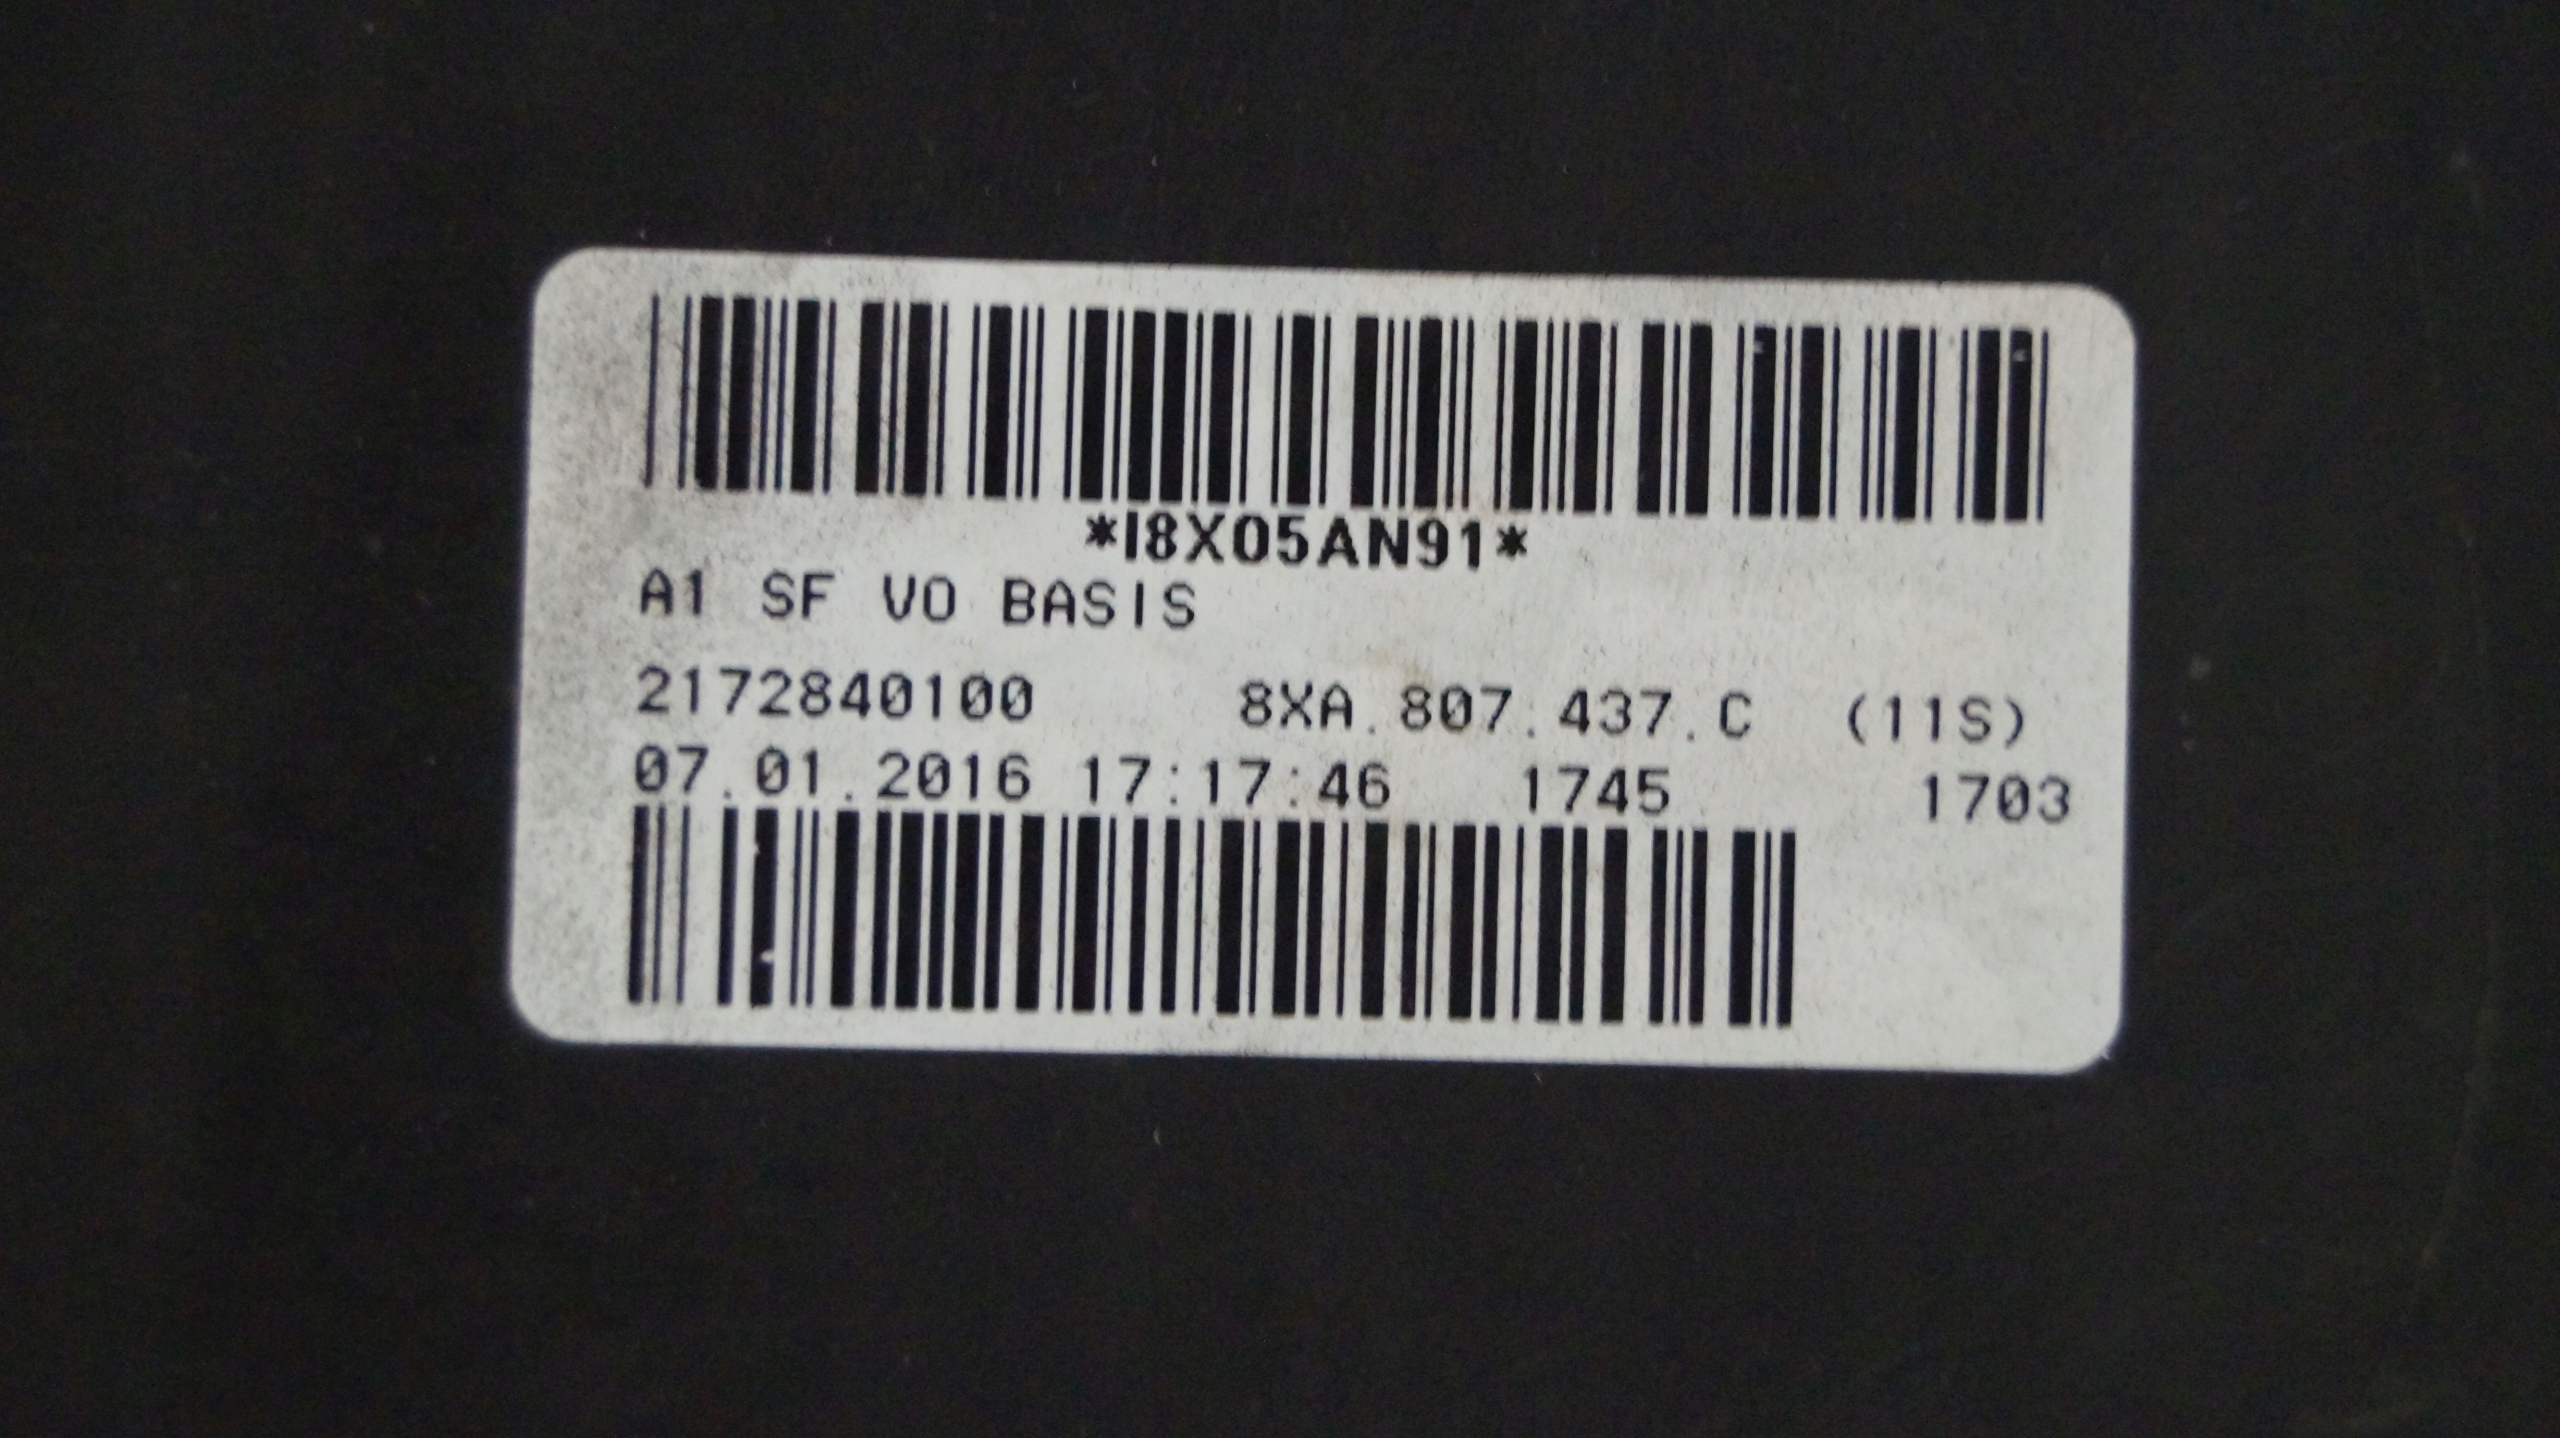 *I8X05AN91*
A1 SF VO BASIS
2172840100 8XA.807.437.C (11S)
07.01.2016 17:17:46 1745 1703